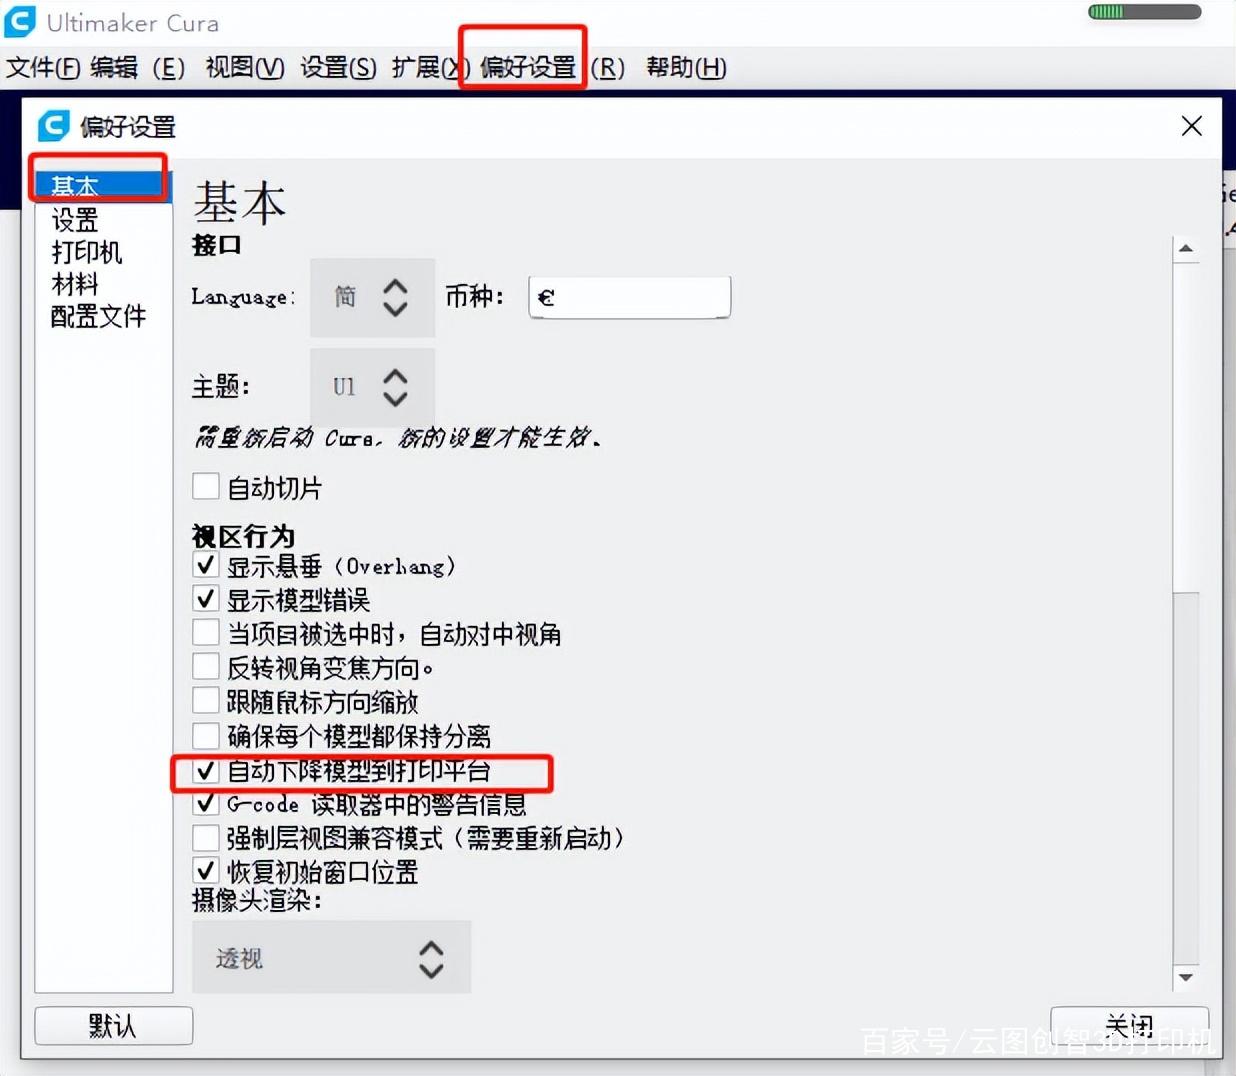 Ultimaker Cura
文件(F) 编辑 (E) 视图(V) 设置(S) 扩展(X) 偏好设置 (R) 帮助(H)
偏好设置
基本
设置
打印机
材料
配置文件
基本
接口
Language: 简 币种: €
主题: Ul
需重新启动 Cura，新的设置才能生效。
自动切片
视区行为
显示悬垂（Overhang）
显示模型错误
当项目被选中时，自动对中视角
反转视角变焦方向。
跟随鼠标方向缩放
确保每个模型都保持分离
自动下降模型到打印平台
G-code 读取器中的警告信息
强制层视图兼容模式（需要重新启动）
恢复初始窗口位置
摄像头渲染:
透视
默认 关闭
百家号/云图创智3D打印机